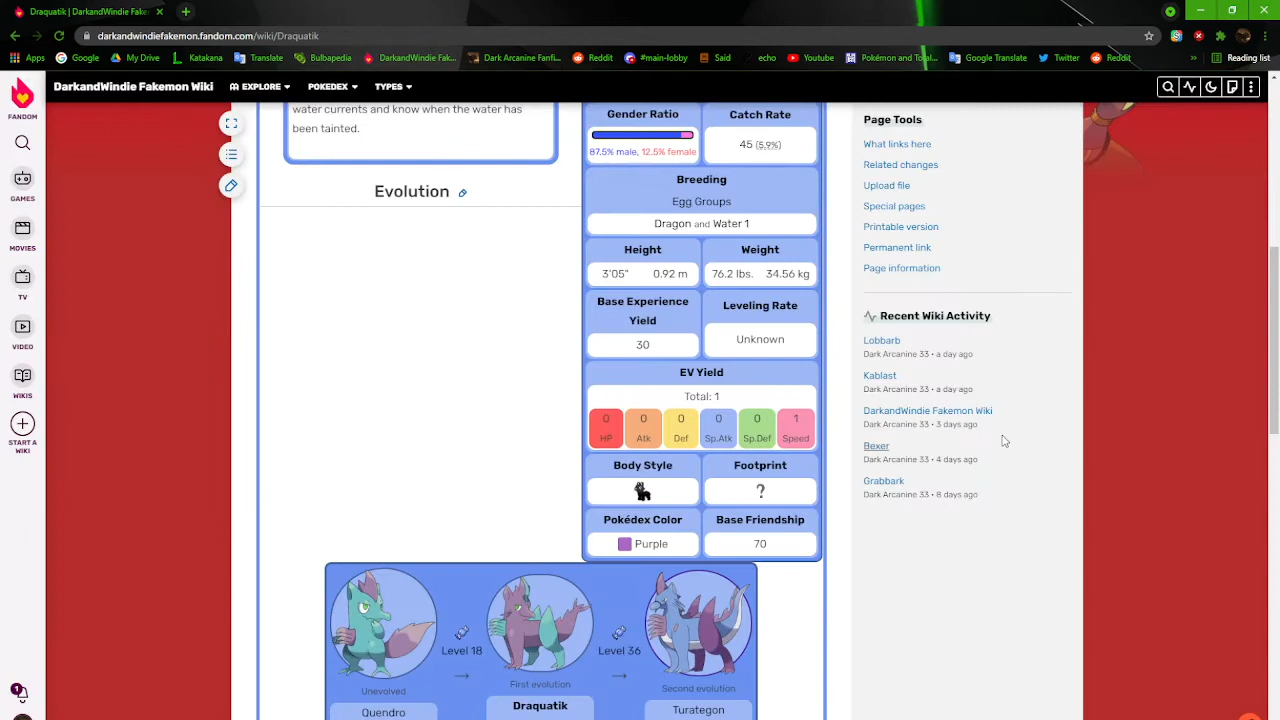 Draquatik | DarkandWindie Fake
darkandwindiefakemon.fandom.com/wiki/Draquatik
Apps Google My Drive Katakana Translate Bulbapedia DarkandWindie Fak... Dark Arcanine Fanfi... Reddit #main-lobby Said echo YouTube Pokémon and Total... Google Translate Twitter Reddit » Reading list
DarkandWindie Fakemon Wiki EXPLORE POKEDEX TYPES
FANDOM
GAMES
MOVIES
TV
VIDEO
WIKIS
START A
WIKI
1
water currents and know when the water has
been tainted.
Evolution
Gender Ratio
87.5% male, 12.5% female
Catch Rate
45 (5.9%)
Breeding
Egg Groups
Dragon and Water 1
Height
3'05" 0.92 m
Weight
76.2 lbs. 34.56 kg
Base Experience
Yield
30
Leveling Rate
Unknown
EV Yield
Total: 1
0 0 0 0 0 1
HP Atk Def Sp.Atk Sp.Def Speed
Body Style
Footprint
?
Pokédex Color
Purple
Base Friendship
70
Level 18
→
Level 36
→
Unevolved
Quendro
First evolution
Draquatik
Second evolution
Turategon
Page Tools
What links here
Related changes
Upload file
Special pages
Printable version
Permanent link
Page information
Recent Wiki Activity
Lobbarb
Dark Arcanine 33 • a day ago
Kablast
Dark Arcanine 33 • a day ago
DarkandWindie Fakemon Wiki
Dark Arcanine 33 • 3 days ago
Bexer
Dark Arcanine 33 • 4 days ago
Grabbark
Dark Arcanine 33 • 8 days ago